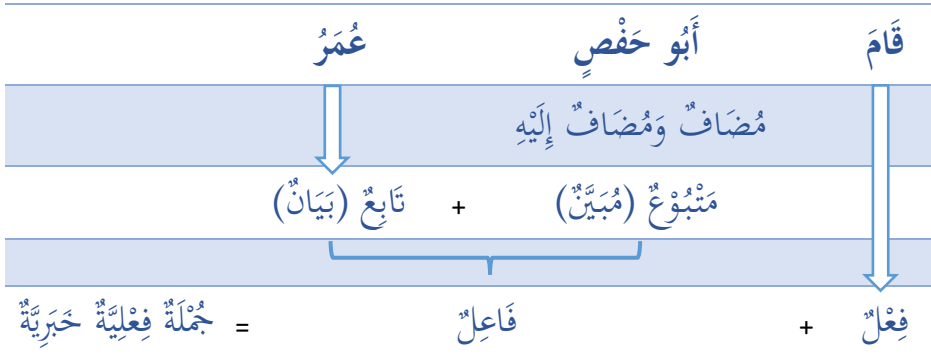 قَامَ أَبُو حَفْصٍ عُمَرُ
مُضَافٌ وَمُضَافٌ إِلَيْهِ
مَتْبُوْعٌ (مُبَيَّنٌ) + تَابِعٌ (بَيَانٌ)
فِعْلٌ + فَاعِلٌ = جُمْلَةٌ فِعْلِيَّةٌ خَبَرِيَّةٌ